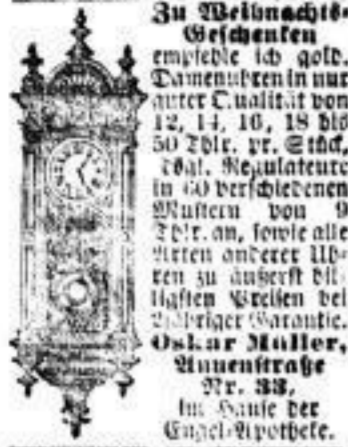 Zu Weihnachts-
Geschenken
empfehle ich gold.
Damenuhren in nur
guter Qualität von
12, 14, 16, 18 bis
50 Thlr. pr. Stück,
dsgl. Regulateure
in 60 verschiedenen
Mustern von 9
Thlr. an, sowie alle
Arten anderer Uh-
ren zu äußerst bil-
ligsten Preisen bei
2jähriger Garantie.
Oskar Müller,
Annenstraße
Nr. 33,
im Hause der
Engel-Apotheke.